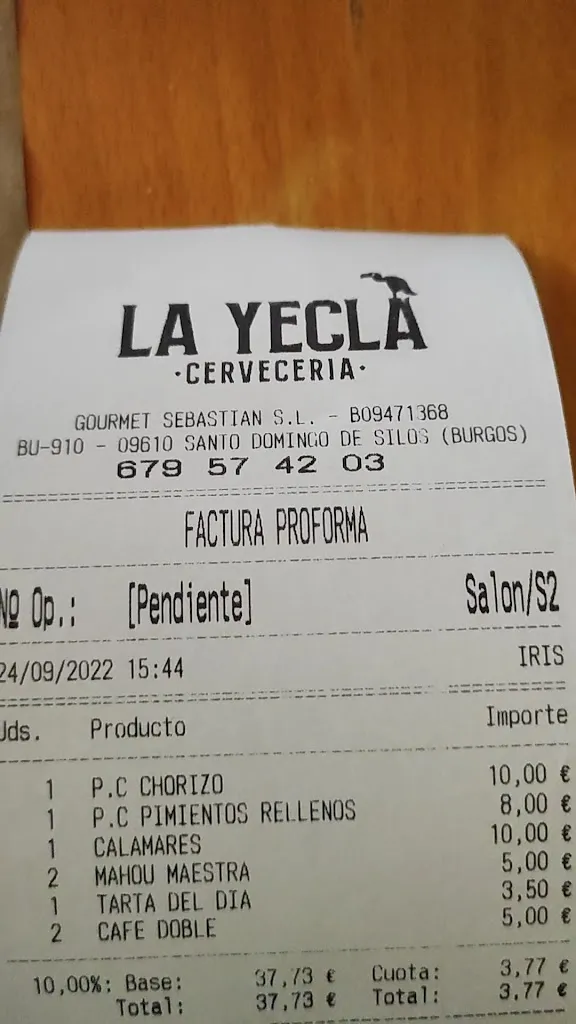 LA YECLA
·CERVECERIA·
GOURMET SEBASTIAN S.L. - B09471368
BU-910 - 09610 SANTO DOMINGO DE SILOS (BURGOS)
679 57 42 03
FACTURA PROFORMA
Nº Op.: [Pendiente] Salon/S2
24/09/2022 15:44 IRIS
Uds. Producto Importe
1 P.C CHORIZO 10,00 €
1 P.C PIMIENTOS RELLENOS 8,00 €
1 CALAMARES 10,00 €
2 MAHOU MAESTRA 5,00 €
1 TARTA DEL DIA 3,50 €
2 CAFE DOBLE 5,00 €
10,00%: Base: 37,73 € Cuota: 3,77 €
Total: 37,73 € Total: 3,77 €